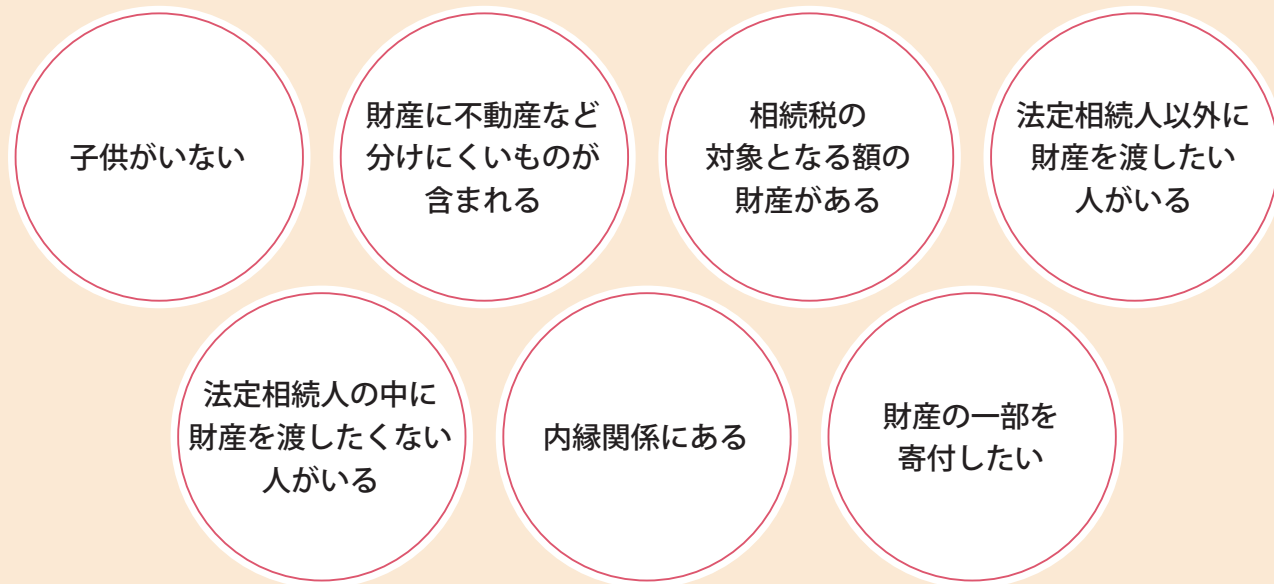 子供がいない
財産に不動産など
分けにくいものが
含まれる
相続税の
対象となる額の
財産がある
法定相続人以外に
財産を渡したい
人がいる
法定相続人の中に
財産を渡したくない
人がいる
内縁関係にある
財産の一部を
寄付したい